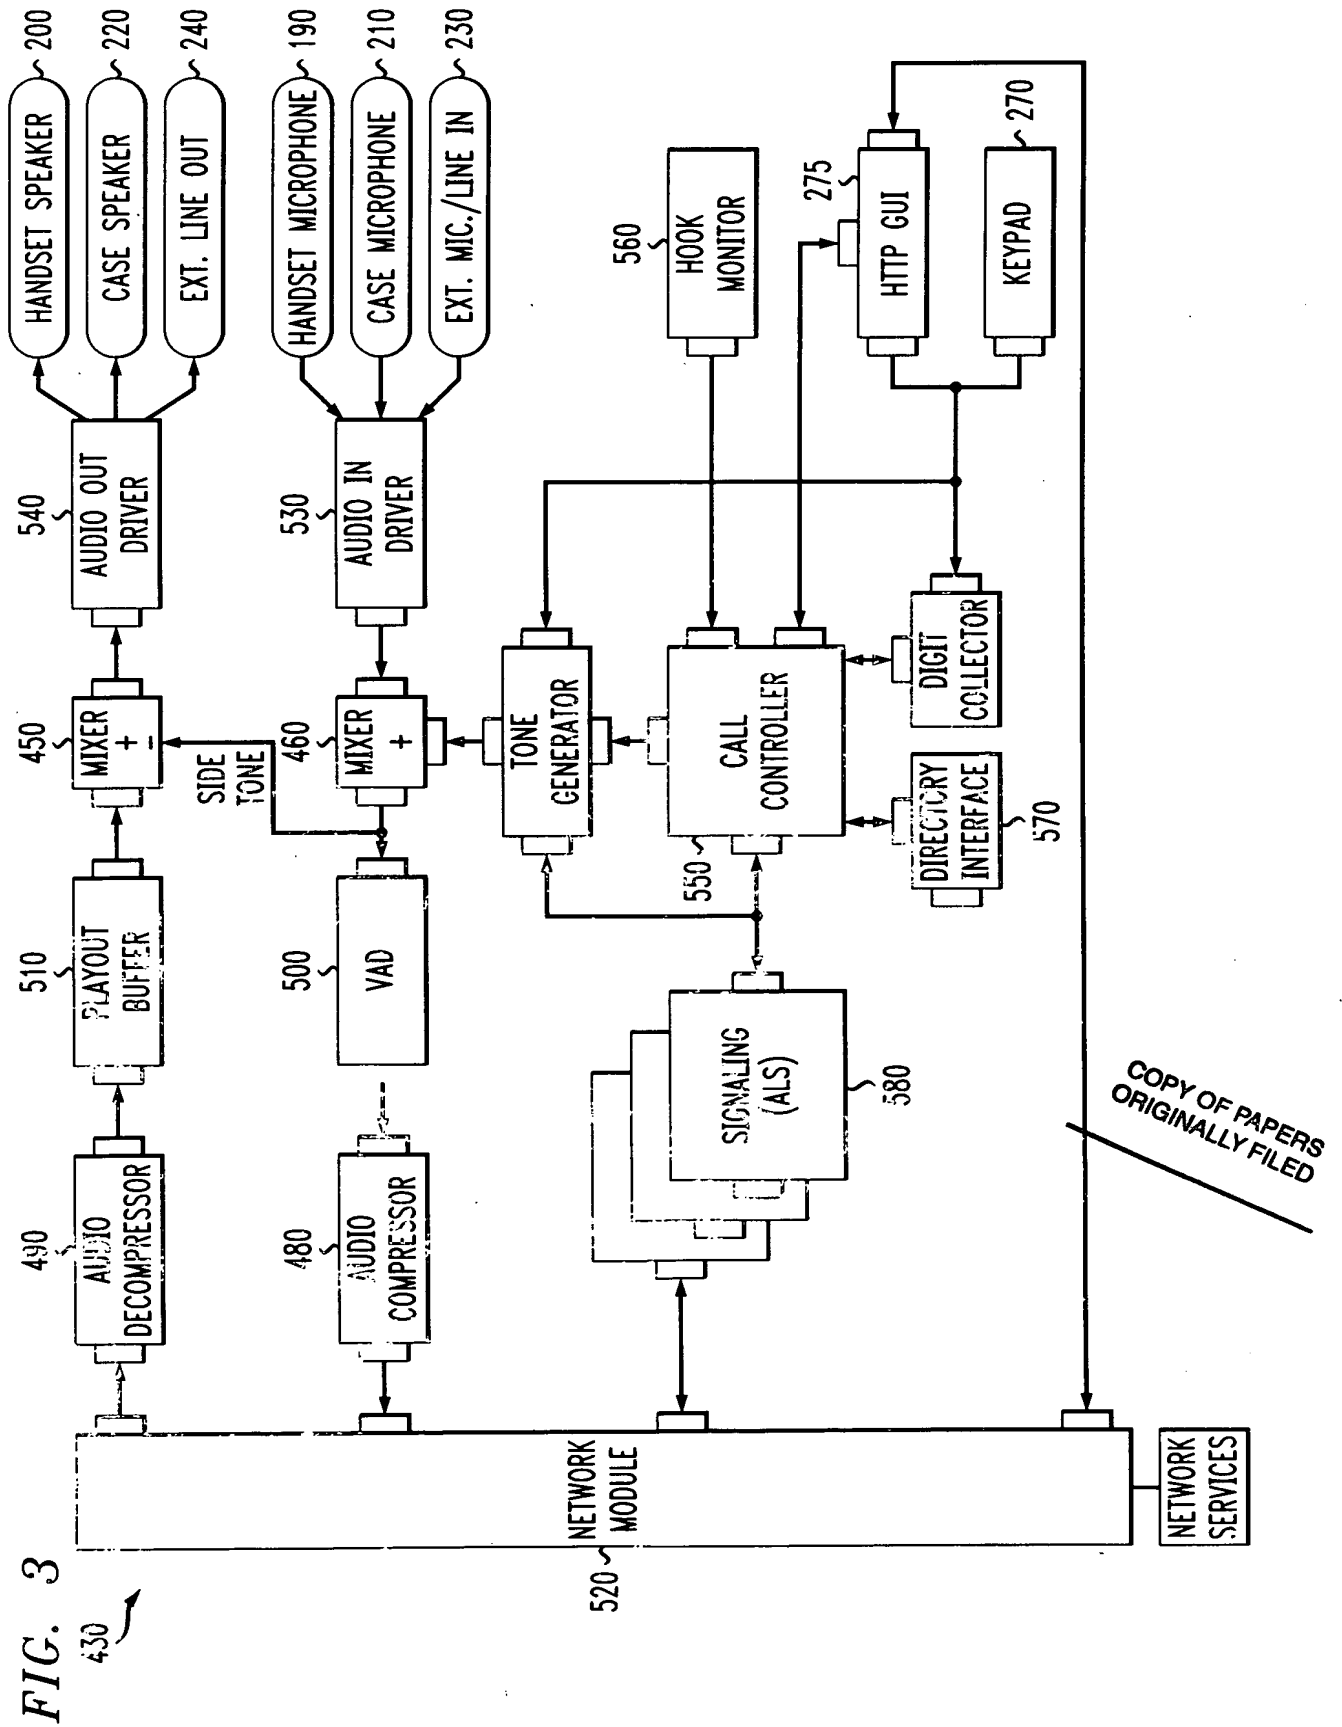 FIG. 3
430
200
HANDSET SPEAKER
220
CASE SPEAKER
240
EXT. LINE OUT
190
HANDSET MICROPHONE
210
CASE MICROPHONE
230
EXT. MIC./LINE IN
540
AUDIO OUT
DRIVER
530
AUDIO IN
DRIVER
450
MIXER
+
-
SIDE
TONE
460
MIXER
+
510
PLAYOUT
BUFFER
500
VAD
490
AUDIO
DECOMPRESSOR
480
AUDIO
COMPRESSOR
TONE
GENERATOR
560
HOOK
MONITOR
275
HTTP GUI
270
KEYPAD
550
CALL
CONTROLLER
DIGIT
COLLECTOR
DIRECTORY
INTERFACE
570
SIGNALING
(ALS)
580
NETWORK
MODULE
520
NETWORK
SERVICES
COPY OF PAPERS
ORIGINALLY FILED